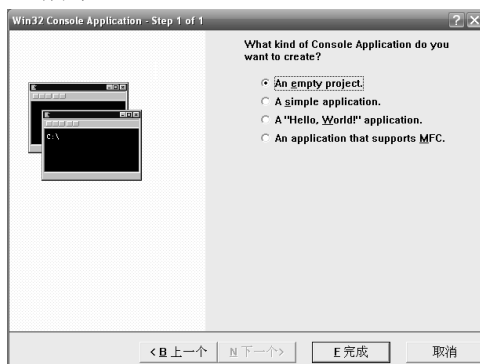 Win32 Console Application - Step 1 of 1
What kind of Console Application do you
want to create?
An empty project.
A simple application.
A "Hello, World!" application.
An application that supports MFC.
C:\
<B 上一个
N 下一个>
F 完成
取消